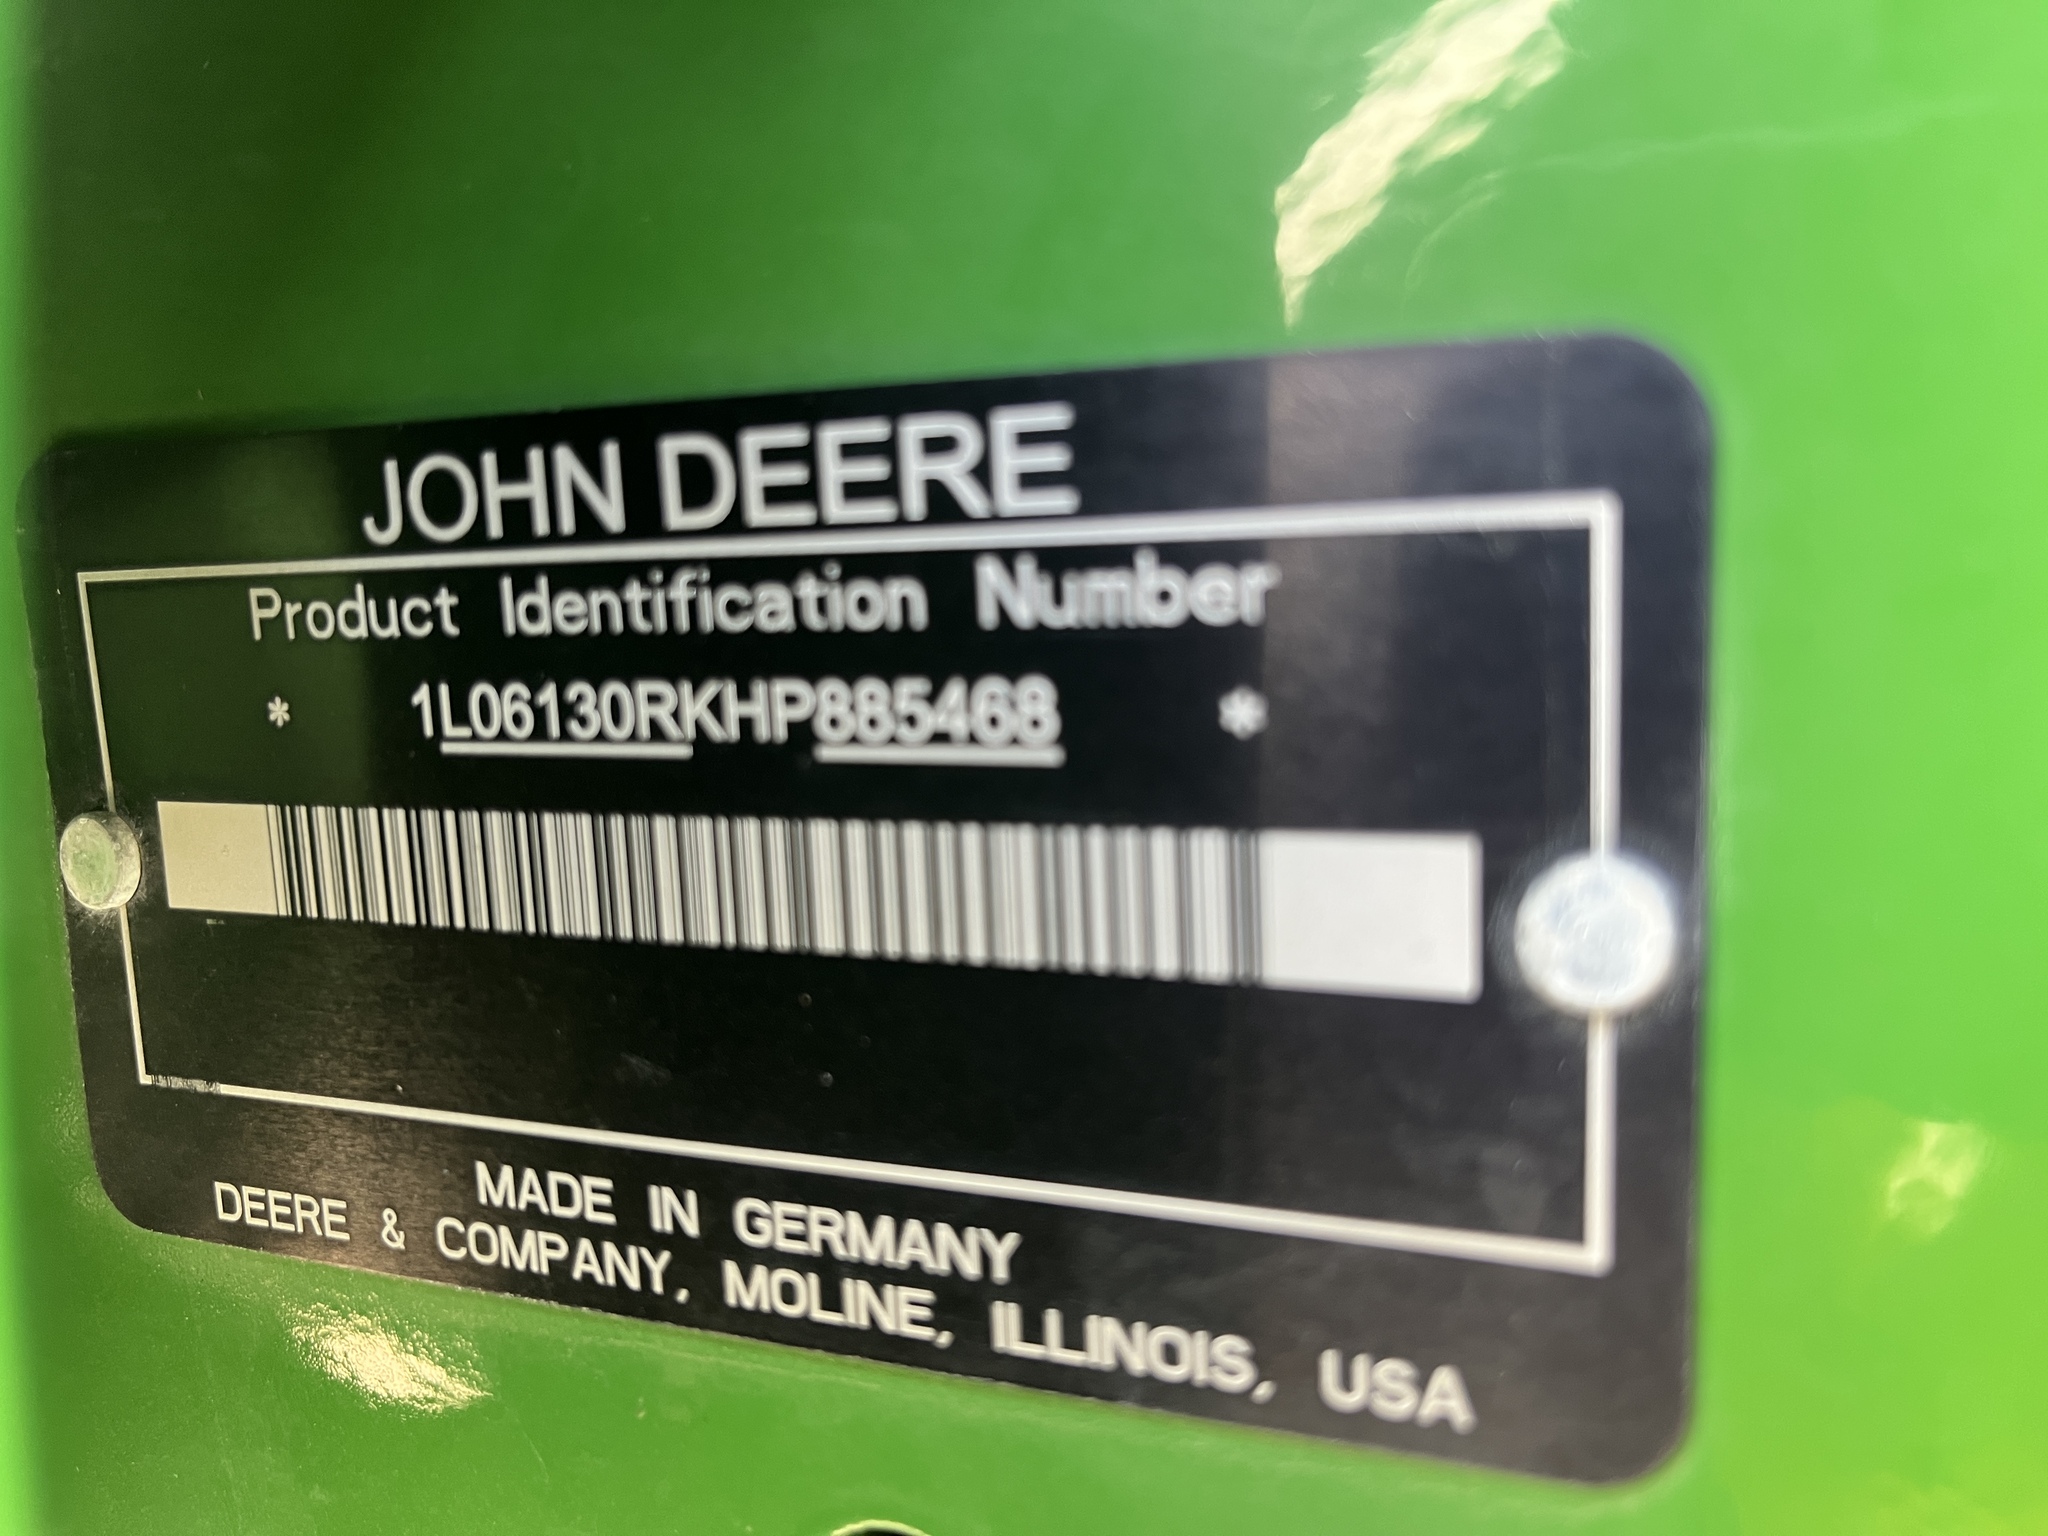 JOHN DEERE
Product Identification Number
* 1L06130RKHP885468 *
MADE IN GERMANY
DEERE & COMPANY, MOLINE, ILLINOIS, USA